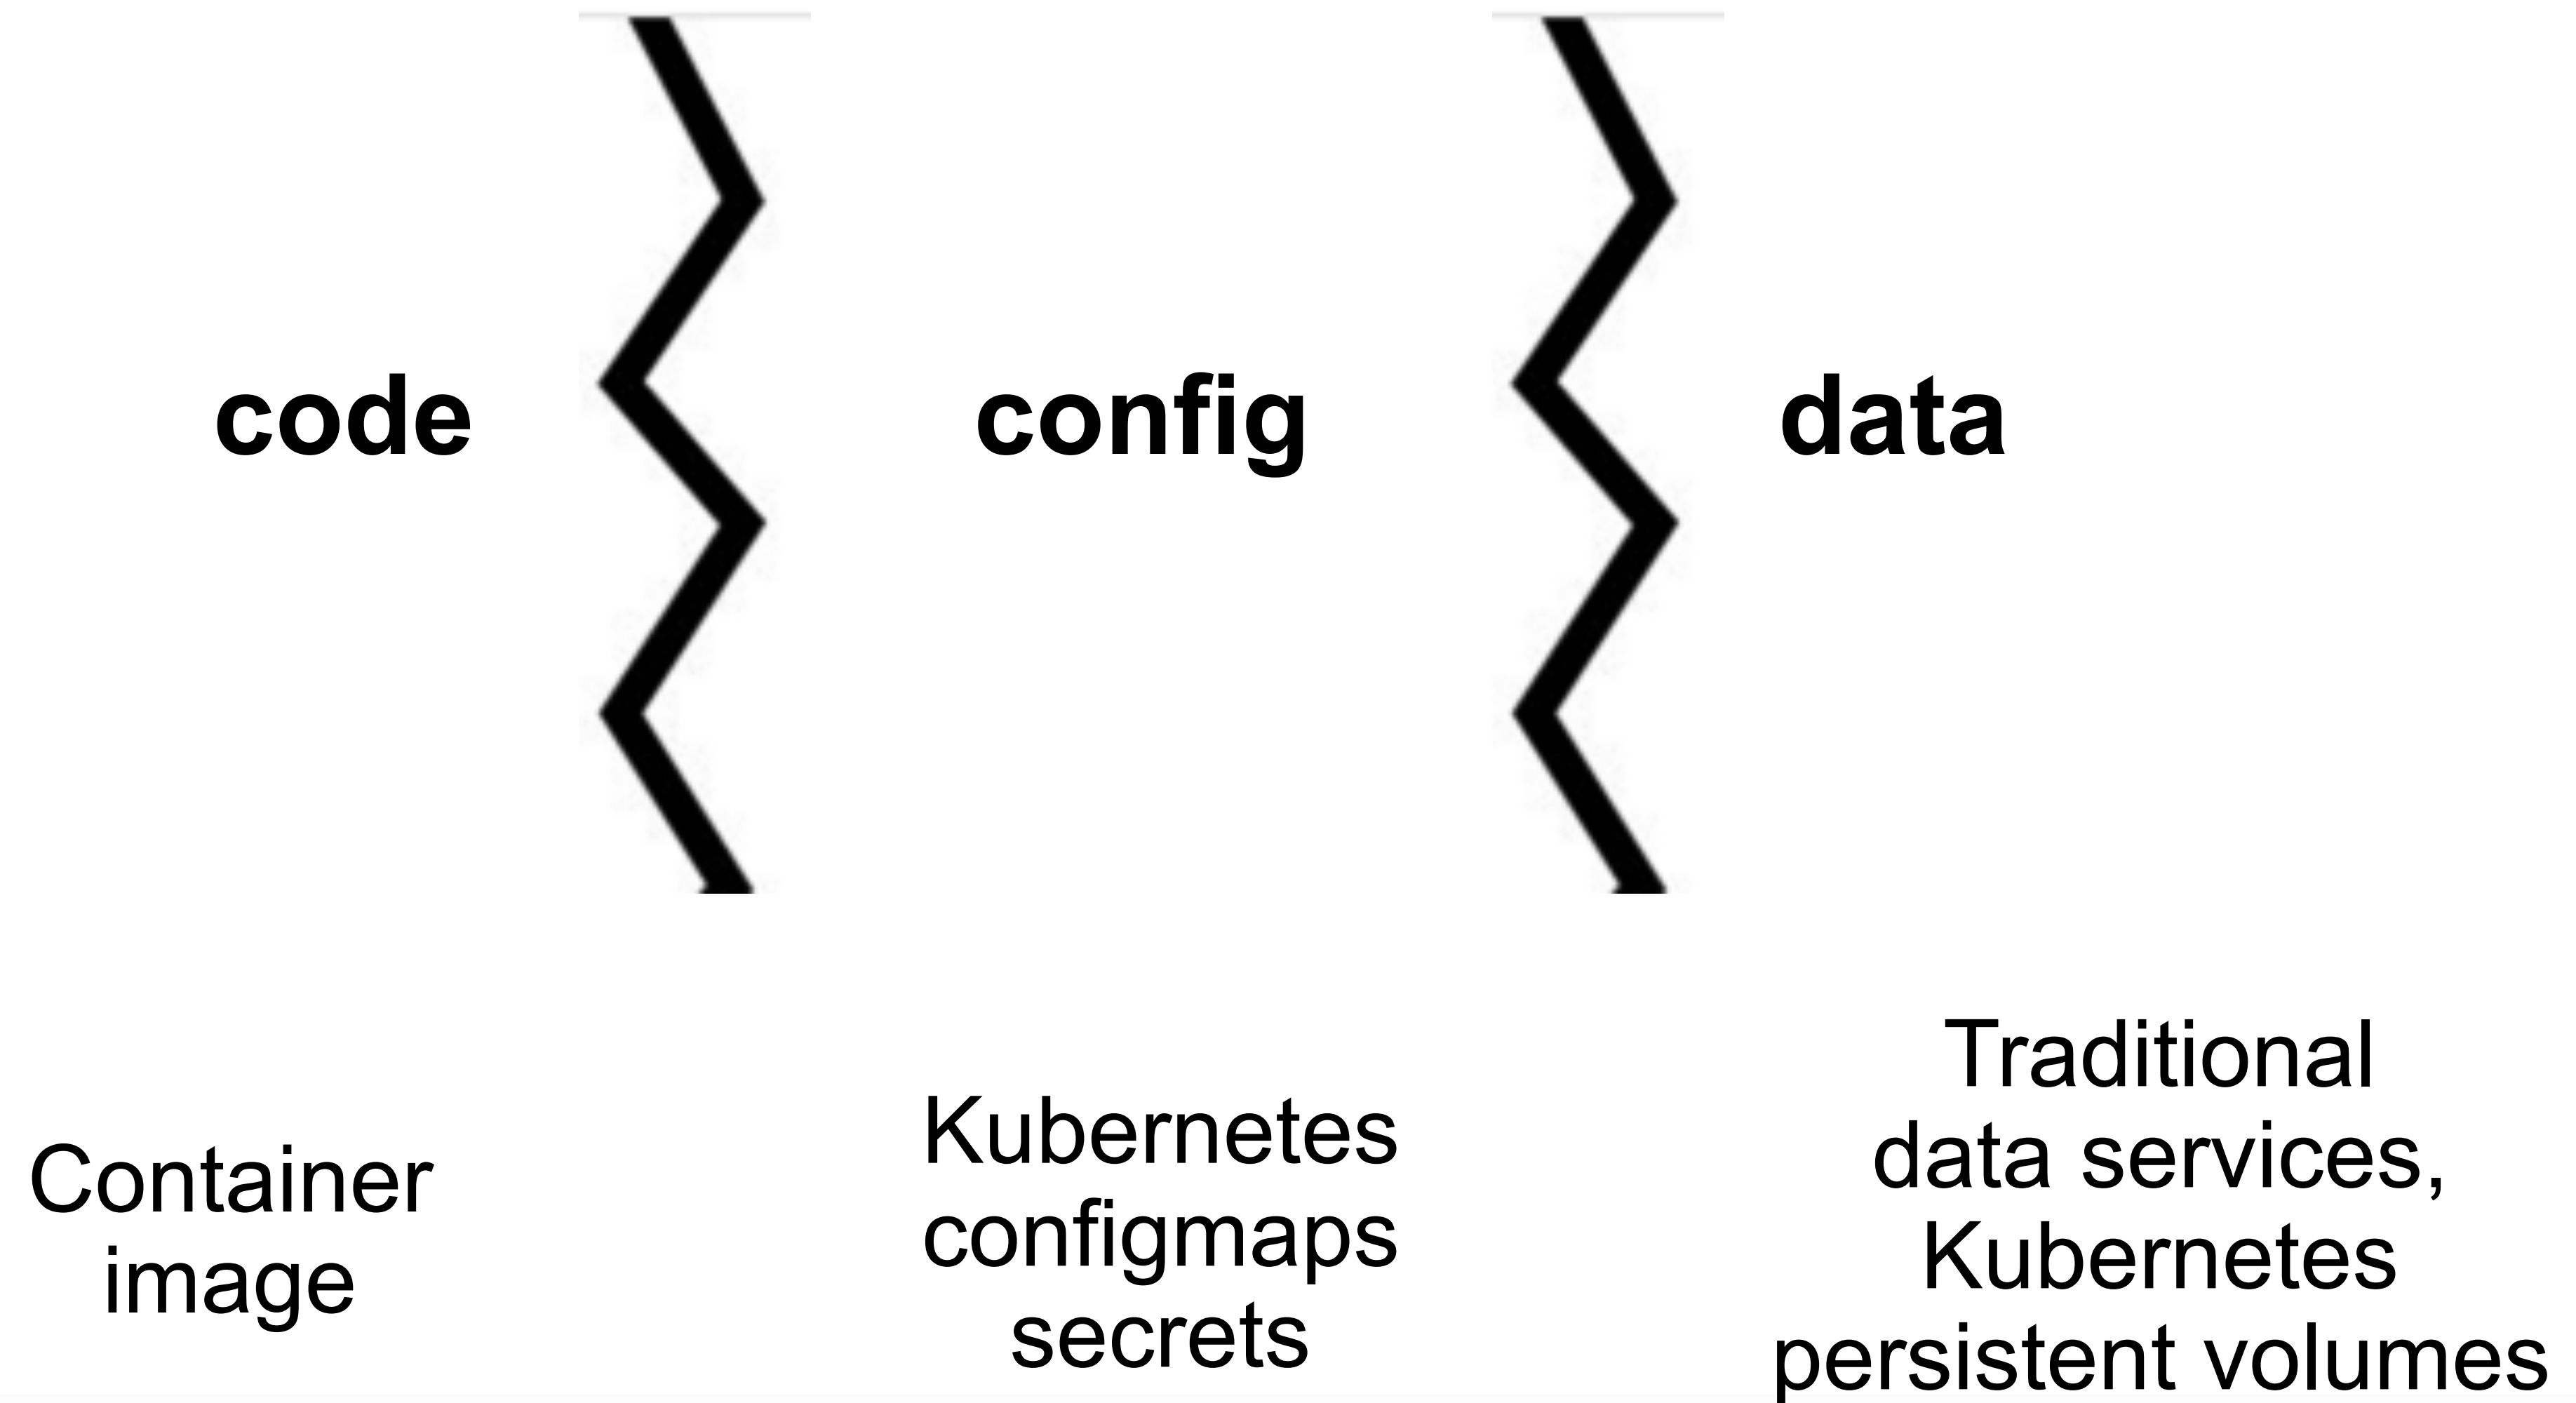 code
config
data
Container
image
Kubernetes
configmaps
secrets
Traditional
data services,
Kubernetes
persistent volumes